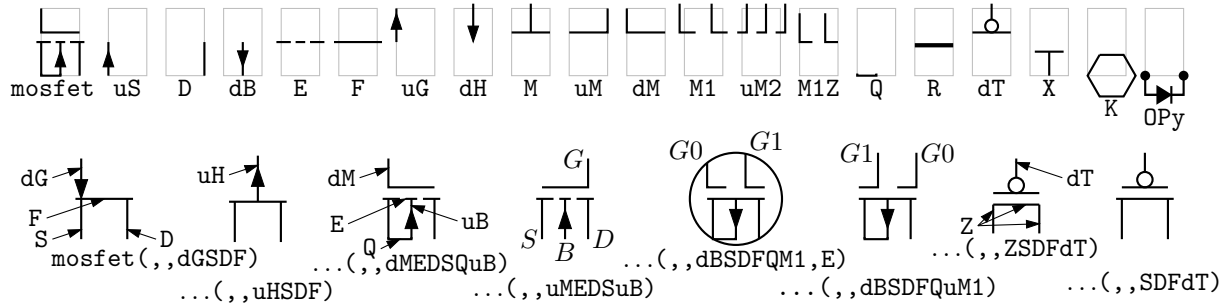 mosfet uS D dB E F uG dH M uM dM M1 uM2 M1Z Q R dT X K OPy
dG F S D
mosfet(,,dGSDF)
uH
...(,,uHSDF)
dM E Q uB
...(,,dMEDSQuB)
G S B D
...(,,uMEDSuB)
G0 G1
...(,,dBSDFQM1,E)
G1 G0
...(,,dBSDFQuM1)
dT Z
...(,,ZSDFdT)
...(,,SDFdT)